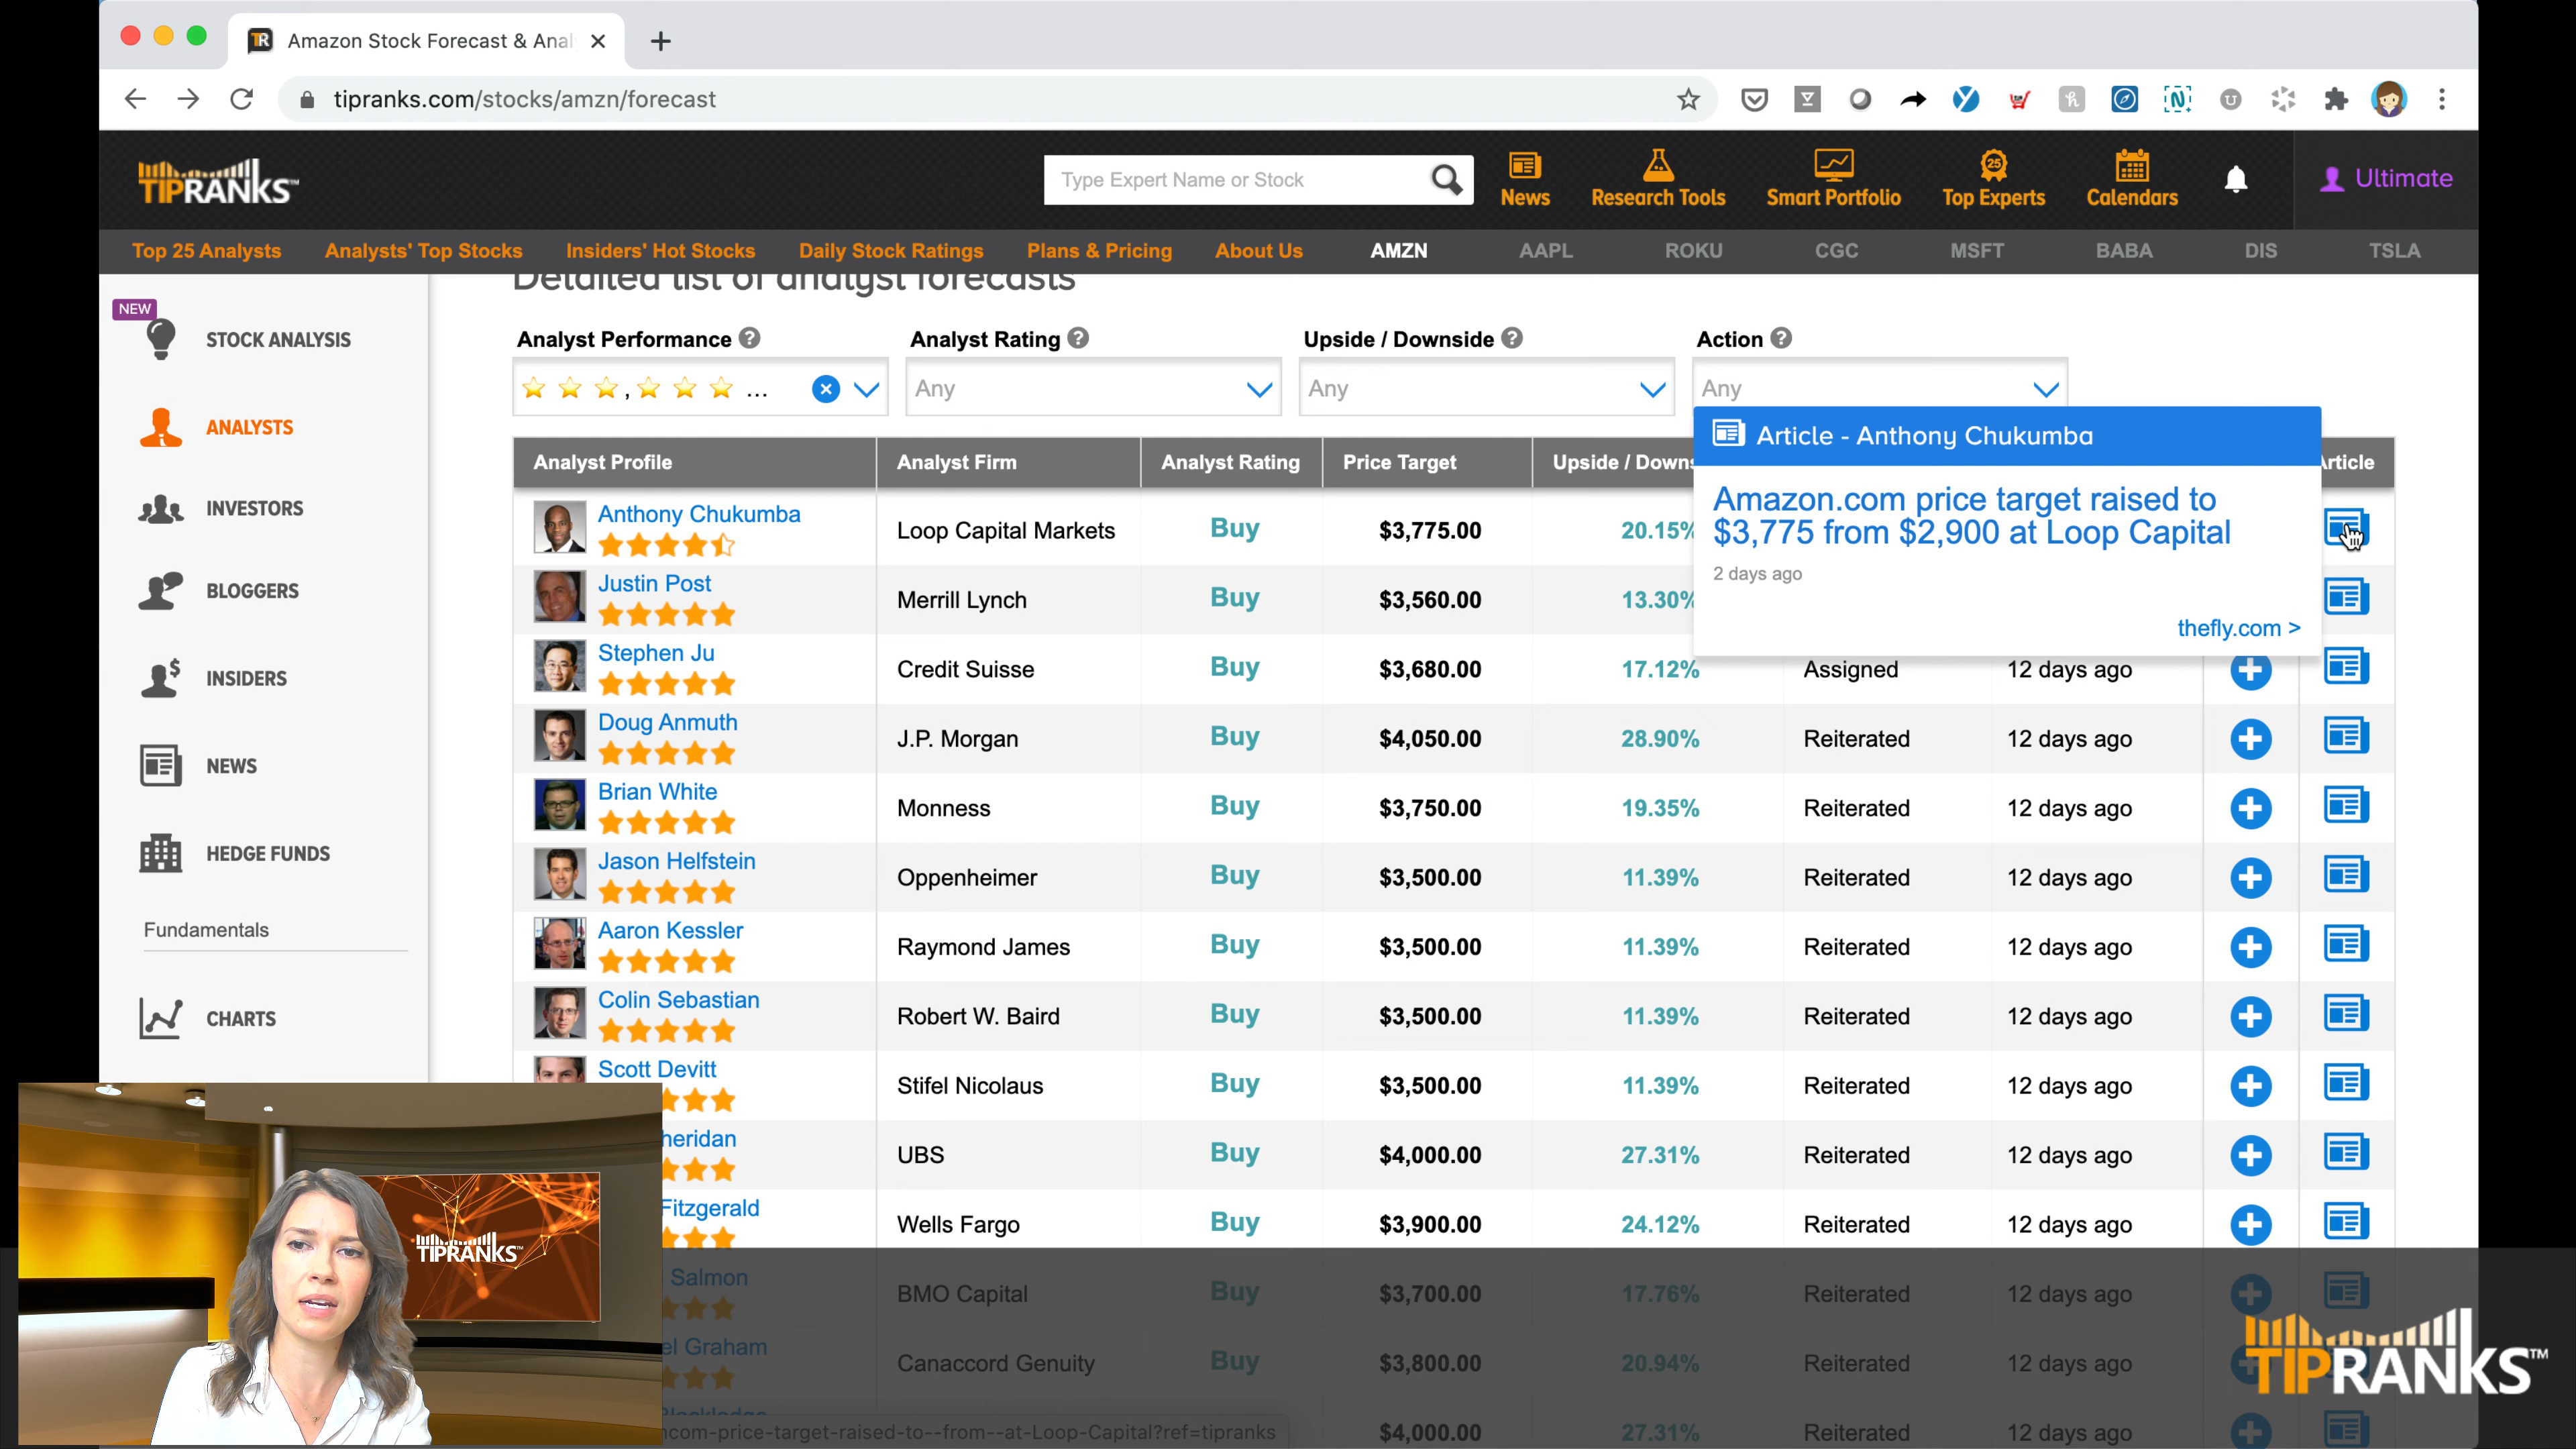 Amazon Stock Forecast & Anal
tipranks.com/stocks/amzn/forecast
TIPRANKS™
Type Expert Name or Stock
News
Research Tools
Smart Portfolio
25
Top Experts
Calendars
Ultimate
Top 25 Analysts Analysts' Top Stocks Insiders' Hot Stocks Daily Stock Ratings Plans & Pricing About Us AMZN AAPL ROKU CGC MSFT BABA DIS TSLA
Detailed list of analyst forecasts
NEW
STOCK ANALYSIS
ANALYSTS
INVESTORS
BLOGGERS
INSIDERS
NEWS
HEDGE FUNDS
Fundamentals
CHARTS
Analyst Performance ? Analyst Rating ? Upside / Downside ? Action ?
, ... Any Any Any
Article - Anthony Chukumba
Amazon.com price target raised to
$3,775 from $2,900 at Loop Capital
2 days ago
thefly.com >
Analyst Profile Analyst Firm Analyst Rating Price Target Upside / Downs rticle
Anthony Chukumba Loop Capital Markets Buy $3,775.00 20.15%
Justin Post Merrill Lynch Buy $3,560.00 13.30%
Stephen Ju Credit Suisse Buy $3,680.00 17.12% Assigned 12 days ago
Doug Anmuth J.P. Morgan Buy $4,050.00 28.90% Reiterated 12 days ago
Brian White Monness Buy $3,750.00 19.35% Reiterated 12 days ago
Jason Helfstein Oppenheimer Buy $3,500.00 11.39% Reiterated 12 days ago
Aaron Kessler Raymond James Buy $3,500.00 11.39% Reiterated 12 days ago
Colin Sebastian Robert W. Baird Buy $3,500.00 11.39% Reiterated 12 days ago
Scott Devitt Stifel Nicolaus Buy $3,500.00 11.39% Reiterated 12 days ago
heridan UBS Buy $4,000.00 27.31% Reiterated 12 days ago
Fitzgerald Wells Fargo Buy $3,900.00 24.12% Reiterated 12 days ago
Salmon BMO Capital Buy $3,700.00 17.76% Reiterated 12 days ago
el Graham Canaccord Genuity Buy $3,800.00 20.94% Reiterated 12 days ago
$4,000.00 27.31% Reiterated 12 days ago
com-price-target-raised-to--from--at-Loop-Capital?ref=tipranks
TIPRANKS™
TIPRANKS™